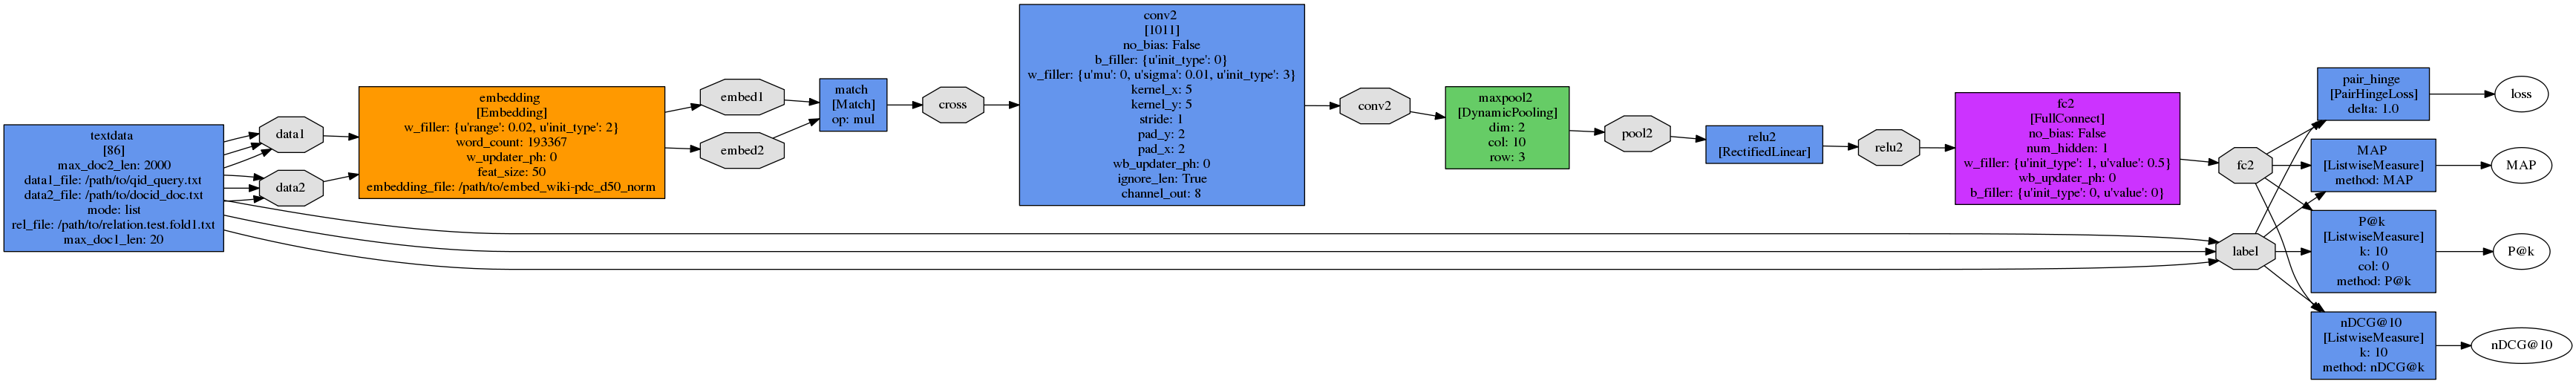 textdata
[86]
max_doc2_len: 2000
data1_file: /path/to/qid_query.txt
data2_file: /path/to/docid_doc.txt
mode: list
rel_file: /path/to/relation.test.fold1.txt
max_doc1_len: 20
data1
data2
embedding
[Embedding]
w_filler: {u'range': 0.02, u'init_type': 2}
word_count: 193367
w_updater_ph: 0
feat_size: 50
embedding_file: /path/to/embed_wiki-pdc_d50_norm
embed1
embed2
match
[Match]
op: mul
cross
conv2
[1011]
no_bias: False
b_filler: {u'init_type': 0}
w_filler: {u'mu': 0, u'sigma': 0.01, u'init_type': 3}
kernel_x: 5
kernel_y: 5
stride: 1
pad_y: 2
pad_x: 2
wb_updater_ph: 0
ignore_len: True
channel_out: 8
conv2
maxpool2
[DynamicPooling]
dim: 2
col: 10
row: 3
pool2
relu2
[RectifiedLinear]
relu2
fc2
[FullConnect]
no_bias: False
num_hidden: 1
w_filler: {u'init_type': 1, u'value': 0.5}
wb_updater_ph: 0
b_filler: {u'init_type': 0, u'value': 0}
fc2
label
pair_hinge
[PairHingeLoss]
delta: 1.0
loss
MAP
[ListwiseMeasure]
method: MAP
MAP
P@k
[ListwiseMeasure]
k: 10
col: 0
method: P@k
P@k
nDCG@10
[ListwiseMeasure]
k: 10
method: nDCG@k
nDCG@10